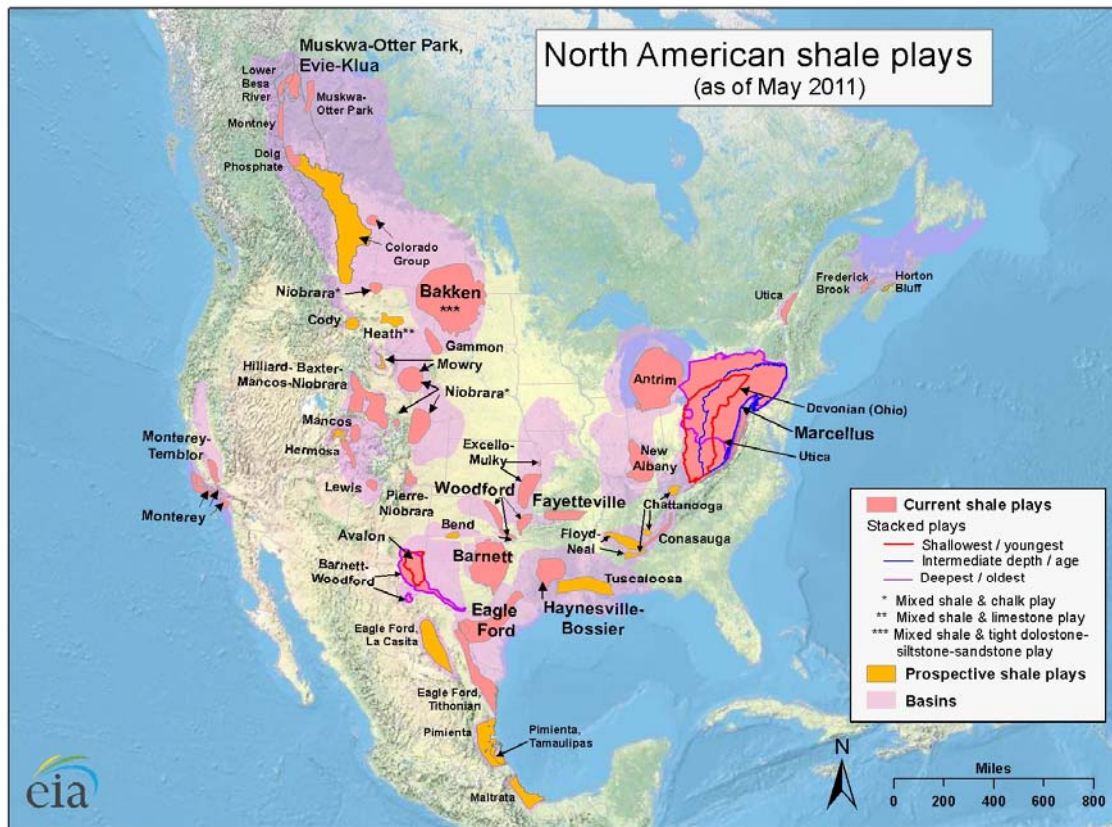 North American shale plays
(as of May 2011)
Muskwa-Otter Park,
Evie-Klua
Lower
Besa
River
Muskwa-
Otter Park
Montney
Doig
Phosphate
Colorado
Group
Niobrara*
Bakken
***
Cody
Heath**
Gammon
Mowry
Hilliard- Baxter-
Mancos-Niobrara
Niobrara*
Mancos
Hermosa
Monterey-
Temblor
Monterey
Lewis
Pierre-
Niobrara
Excello-
Mulky
Woodford
Fayetteville
Bend
Avalon
Barnett
Barnett-
Woodford
Eagle
Ford
Haynesville-
Bossier
Tuscaloosa
Floyd-
Neal
Conasauga
Chattanooga
New
Albany
Antrim
Utica
Frederick
Brook
Horton
Bluff
Devonian (Ohio)
Marcellus
Utica
Eagle Ford,
La Casita
Eagle Ford,
Tithonian
Pimienta
Pimienta,
Tamaulipas
Maltrata
Current shale plays
Stacked plays
Shallowest / youngest
Intermediate depth / age
Deepest / oldest
* Mixed shale & chalk play
** Mixed shale & limestone play
*** Mixed shale & tight dolostone-
siltstone-sandstone play
Prospective shale plays
Basins
N
Miles
0 200 400 600 800
eia